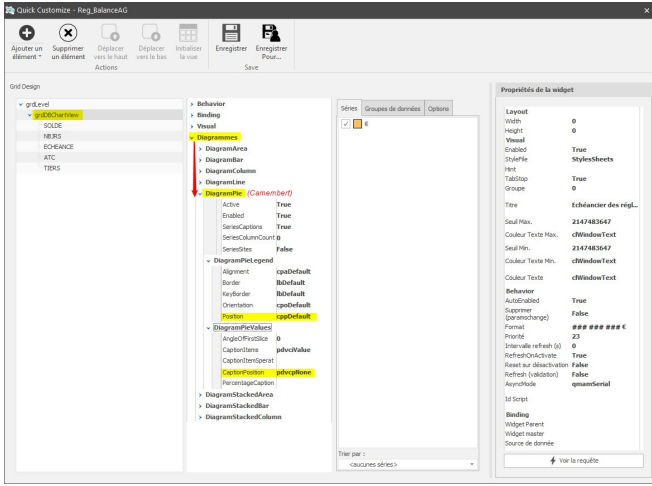 Quick Customize - Reg_BalanceAG
Ajouter un élément
Supprimer un élément
Déplacer vers le haut
Déplacer vers le bas
Initialiser la vue
Enregistrer
Enregistrer Pour...
Actions
Save
Grid Design
grdLevel
grdDBChartView
SOLDE
NBJRS
ECHEANCE
ATC
TIERS
Behavior
Binding
Visual
Diagrammes
DiagramArea
DiagramBar
DiagramColumn
DiagramLine
DiagramPie (Camembert)
Active True
Enabled True
SeriesCaptions True
SeriesColumnCount 0
SeriesSites False
DiagramPieLegend
Alignment cpaDefault
Border lbDefault
KeyBorder lbDefault
Orientation cpoDefault
Position cppDefault
DiagramPieValues
AngleOfFirstSlice 0
CaptionItems pdvciValue
CaptionItemSperat
CaptionPosition pdvcpNone
PercentageCaption
DiagramStackedArea
DiagramStackedBar
DiagramStackedColumn
Séries
Groupes de données
Options
€
Trier par :
<aucunes séries>
Propriétés de la widget
Layout
Width 0
Height 0
Visual
Enabled True
StyleFile StylesSheets
Hint
TabStop True
Groupe 0
Titre Echéancier des régl...
Seuil Max. 2147483647
Couleur Texte Max. clWindowText
Seuil Min. 2147483647
Couleur Texte Min. clWindowText
Couleur Texte clWindowText
Behavior
AutoEnabled True
Supprimer (paramschange) False
Format ### ### ### €
Priorité 23
Intervalle refresh (s) 0
RefreshOnActivate True
Reset sur désactivation False
Refresh (validation) False
AsyncMode qmamSerial
Id Script
Binding
Widget Parent
Widget master
Source de donnée
Voir la requête